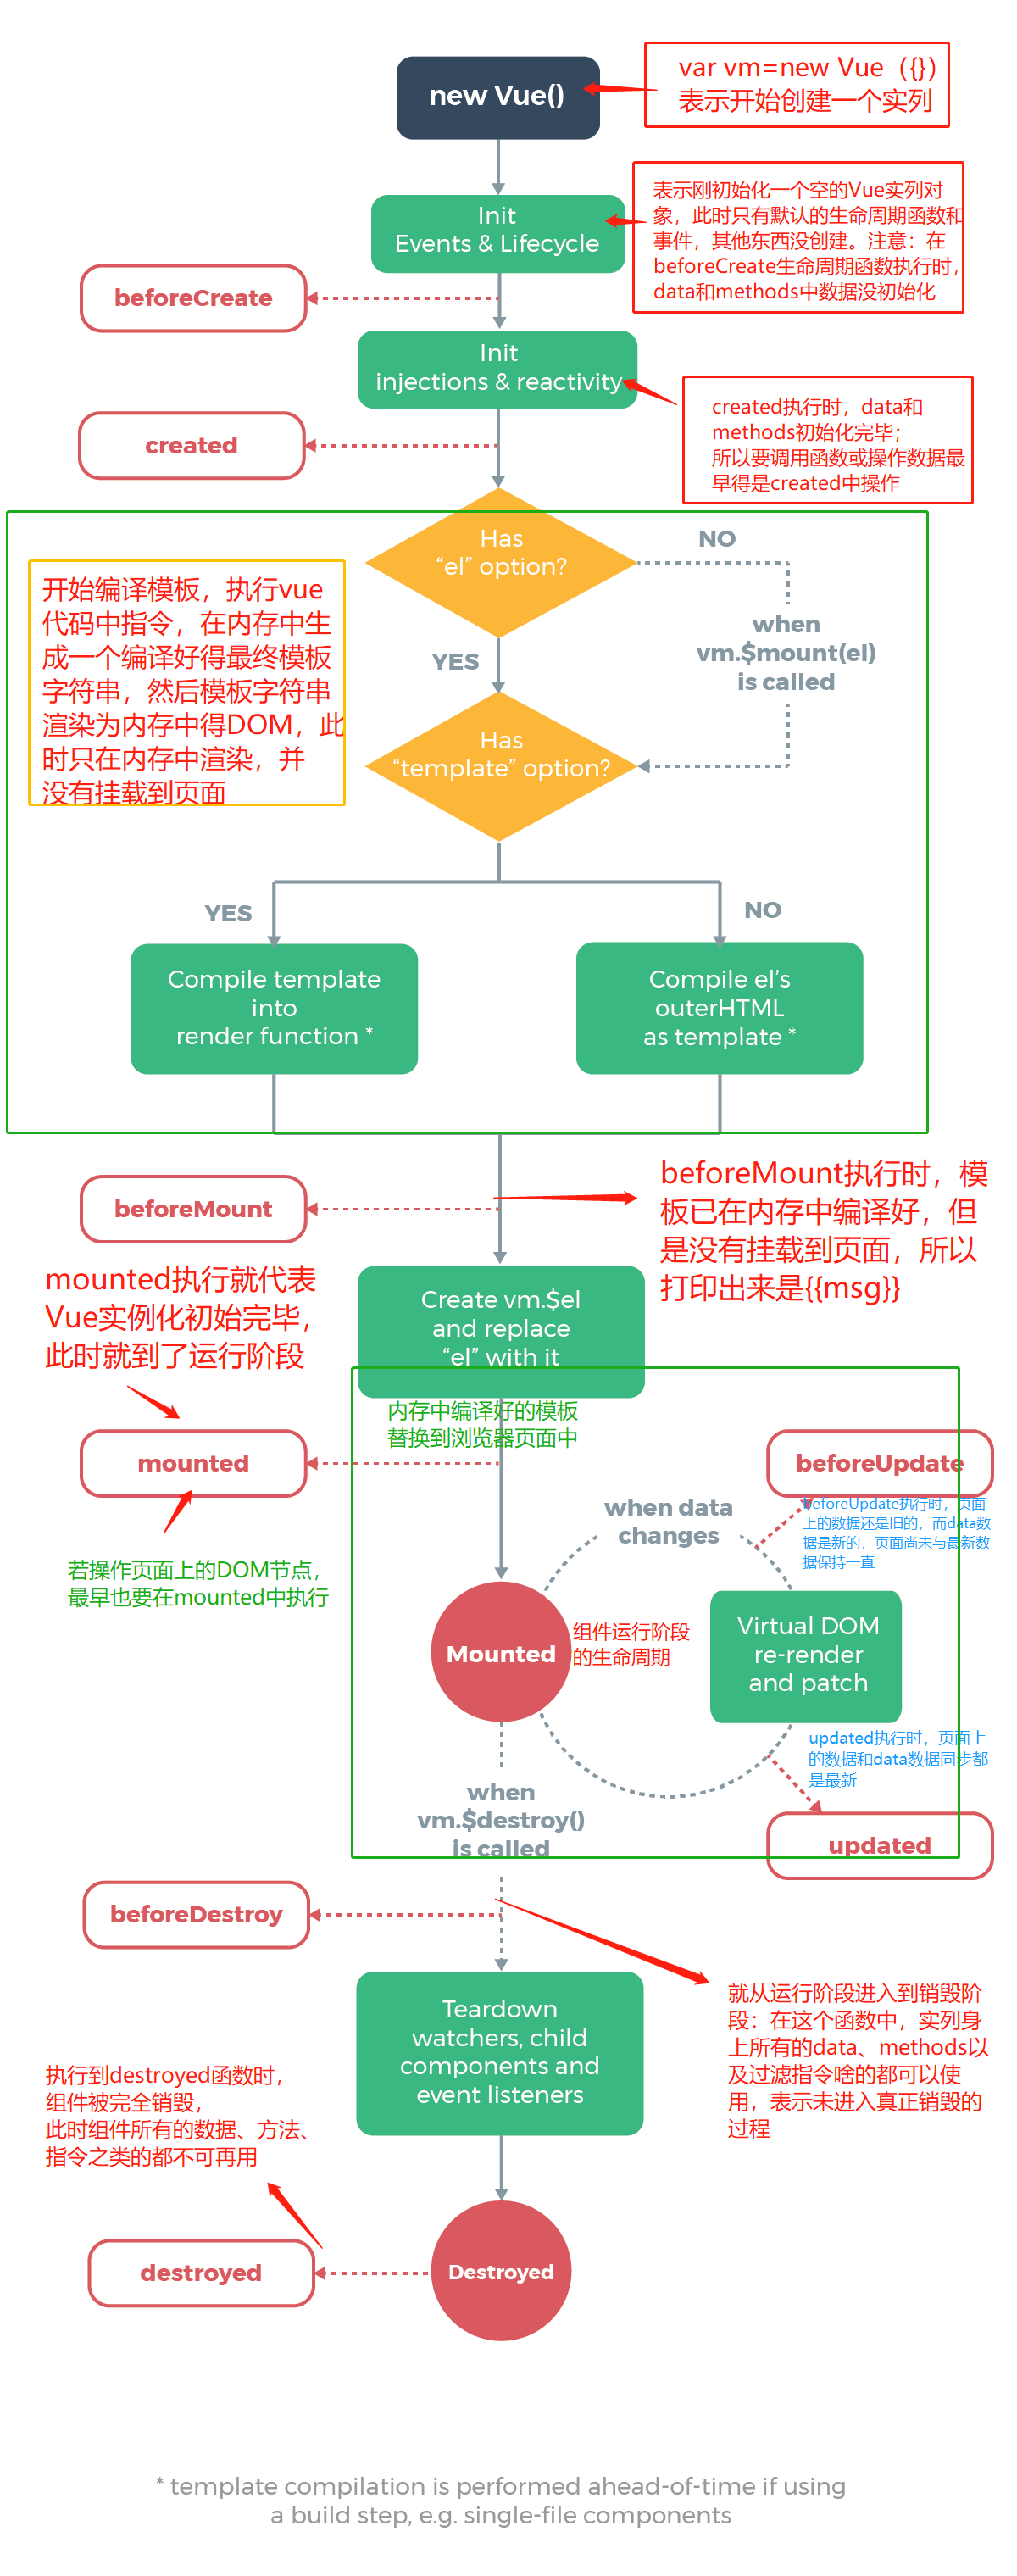 new Vue()
var vm=new Vue（{}）
表示开始创建一个实列
Init
Events & Lifecycle
表示刚初始化一个空的Vue实列对
象，此时只有默认的生命周期函数和
事件，其他东西没创建。注意：在
beforeCreate生命周期函数执行时，
data和methods中数据没初始化
beforeCreate
Init
injections & reactivity
created执行时，data和
methods初始化完毕；
所以要调用函数或操作数据最
早得是created中操作
created
Has
“el” option?
NO
开始编译模板，执行vue
代码中指令，在内存中生
成一个编译好得最终模板
字符串，然后模板字符串
渲染为内存中得DOM，此
时只在内存中渲染，并
没有挂载到页面
when
vm.$mount(el)
is called
YES
Has
“template” option?
YES
NO
Compile template
into
render function *
Compile el’s
outerHTML
as template *
beforeMount
beforeMount执行时，模
板已在内存中编译好，但
是没有挂载到页面，所以
打印出来是{{msg}}
mounted执行就代表
Vue实例化初始完毕，
此时就到了运行阶段
Create vm.$el
and replace
“el” with it
内存中编译好的模板
替换到浏览器页面中
mounted
beforeUpdate
when data
changes
beforeUpdate执行时，页面
上的数据还是旧的，而data数
据是新的，页面尚未与最新数
据保持一直
若操作页面上的DOM节点，
最早也要在mounted中执行
Mounted
组件运行阶段
的生命周期
Virtual DOM
re-render
and patch
updated执行时，页面上
的数据和data数据同步都
是最新
when
vm.$destroy()
is called
updated
beforeDestroy
就从运行阶段进入到销毁阶
段：在这个函数中，实列身
上所有的data、methods以
及过滤指令啥的都可以使
用，表示未进入真正销毁的
过程
Teardown
watchers, child
components and
event listeners
执行到destroyed函数时，
组件被完全销毁，
此时组件所有的数据、方法、
指令之类的都不可再用
destroyed
Destroyed
* template compilation is performed ahead-of-time if using
a build step, e.g. single-file components